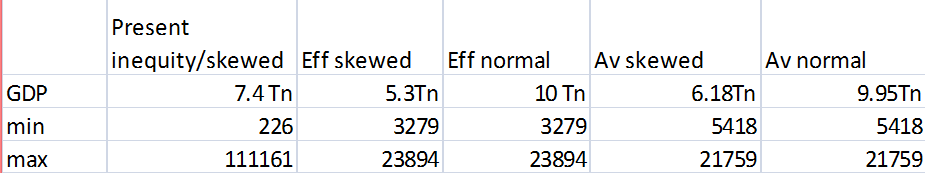 Present
inequity/skewed Eff skewed Eff normal Av skewed Av normal
GDP 7.4 Tn 5.3Tn 10 Tn 6.18Tn 9.95Tn
min 226 3279 3279 5418 5418
max 111161 23894 23894 21759 21759